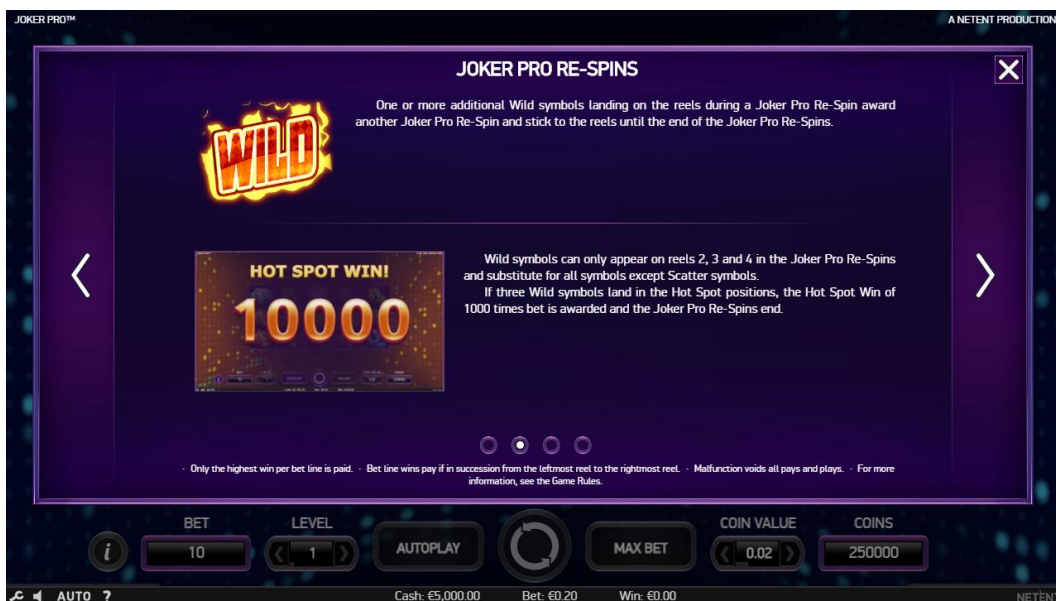 JOKER PRO™
A NETENT PRODUCTION
JOKER PRO RE-SPINS
WILD
One or more additional Wild symbols landing on the reels during a Joker Pro Re-Spin award
another Joker Pro Re-Spin and stick to the reels until the end of the Joker Pro Re-Spins.
HOT SPOT WIN!
10000
Wild symbols can only appear on reels 2, 3 and 4 in the Joker Pro Re-Spins
and substitute for all symbols except Scatter symbols.
If three Wild symbols land in the Hot Spot positions, the Hot Spot Win of
1000 times bet is awarded and the Joker Pro Re-Spins end.
· Only the highest win per bet line is paid. · Bet line wins pay if in succession from the leftmost reel to the rightmost reel. · Malfunction voids all pays and plays. · For more
information, see the Game Rules.
BET
LEVEL
COIN VALUE
COINS
i
10
1
AUTOPLAY
MAX BET
0.02
250000
AUTO ?
Cash: €5,000.00
Bet: €0.20
Win: €0.00
NETENT